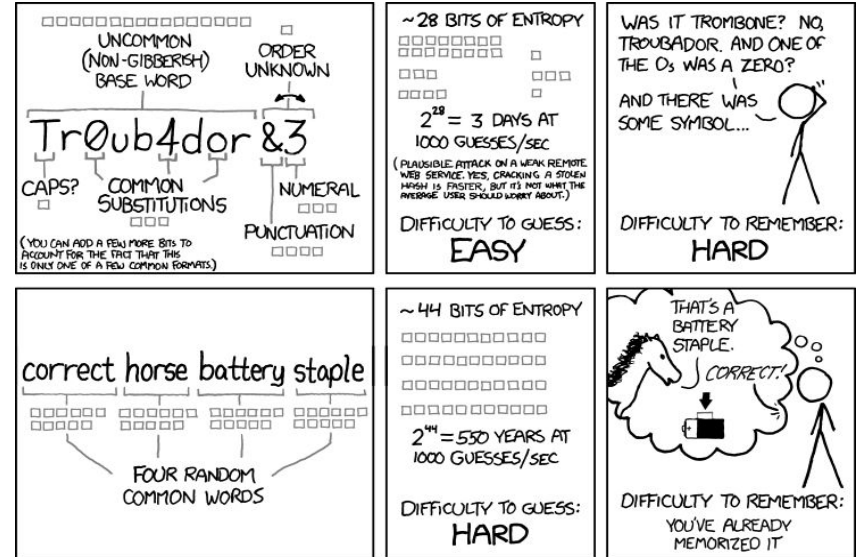 UNCOMMON
(NON-GIBBERISH)
BASE WORD
ORDER
UNKNOWN
Tr0ub4dor &3
CAPS?
COMMON
SUBSTITUTIONS
NUMERAL
PUNCTUATION
(YOU CAN ADD A FEW MORE BITS TO
ACCOUNT FOR THE FACT THAT THIS
IS ONLY ONE OF A FEW COMMON FORMATS.)
~28 BITS OF ENTROPY
2²⁸ = 3 DAYS AT
1000 GUESSES/SEC
(PLAUSIBLE ATTACK ON A WEAK REMOTE
WEB SERVICE. YES, CRACKING A STOLEN
HASH IS FASTER, BUT IT'S NOT WHAT THE
AVERAGE USER SHOULD WORRY ABOUT.)
DIFFICULTY TO GUESS:
EASY
WAS IT TROMBONE? NO,
TROUBADOR. AND ONE OF
THE Os WAS A ZERO?
AND THERE WAS
SOME SYMBOL...
DIFFICULTY TO REMEMBER:
HARD
correct horse battery staple
FOUR RANDOM
COMMON WORDS
~44 BITS OF ENTROPY
2⁴⁴ = 550 YEARS AT
1000 GUESSES/SEC
DIFFICULTY TO GUESS:
HARD
THAT'S A
BATTERY
STAPLE.
CORRECT!
DIFFICULTY TO REMEMBER:
YOU'VE ALREADY
MEMORIZED IT